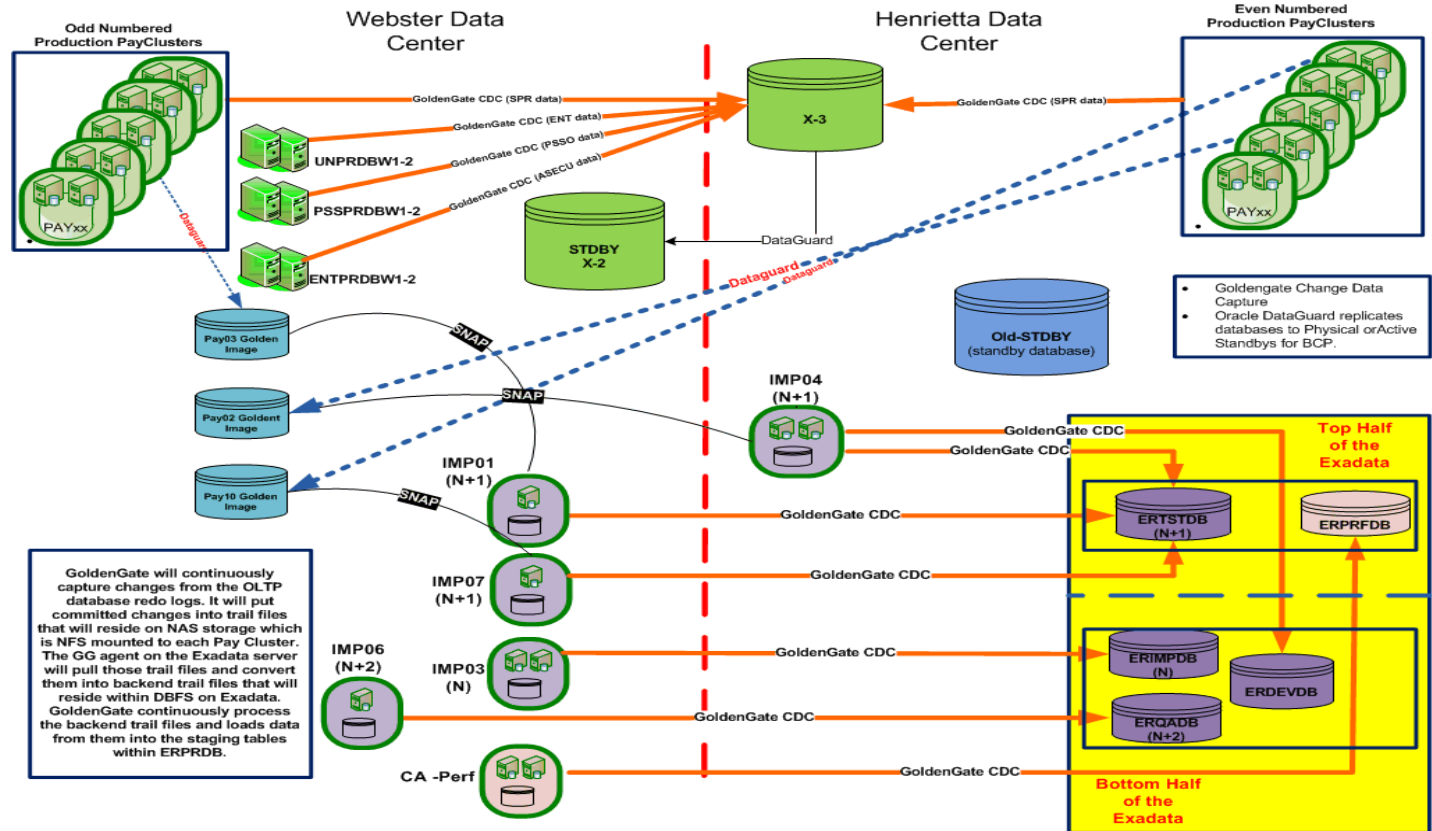 Webster Data
Center
Henrietta Data
Center
Odd Numbered
Production PayClusters
Even Numbered
Production PayClusters
PAYxx
PAYxx
GoldenGate CDC (SPR data)
GoldenGate CDC (ENT data)
GoldenGate CDC (PSSO data)
GoldenGate CDC (ASECU data)
GoldenGate CDC (SPR data)
X-3
UNPRDBW1-2
PSSPRDBW1-2
ENTPRDBW1-2
STDBY
X-2
DataGuard
Dataguard
Dataguard
Dataguard
Old-STDBY
(standby database)
• Goldengate Change Data
Capture
• Oracle DataGuard replicates
databases to Physical orActive
Standbys for BCP.
Pay03 Golden
Image
SNAP
Pay02 Goldent
Image
SNAP
Pay10 Golden
Image
SNAP
IMP04
(N+1)
IMP01
(N+1)
IMP07
(N+1)
IMP03
(N)
IMP06
(N+2)
CA -Perf
GoldenGate CDC
GoldenGate CDC
GoldenGate CDC
GoldenGate CDC
GoldenGate CDC
GoldenGate CDC
GoldenGate CDC
Top Half
of the
Exadata
ERTSTDB
(N+1)
ERPRFDB
ERIMPDB
(N)
ERDEVDB
ERQADB
(N+2)
Bottom Half
of the
Exadata
GoldenGate will continuously
capture changes from the OLTP
database redo logs. It will put
committed changes into trail files
that will reside on NAS storage which
is NFS mounted to each Pay Cluster.
The GG agent on the Exadata server
will pull those trail files and convert
them into backend trail files that will
reside within DBFS on Exadata.
GoldenGate continuously process
the backend trail files and loads data
from them into the staging tables
within ERPRDB.